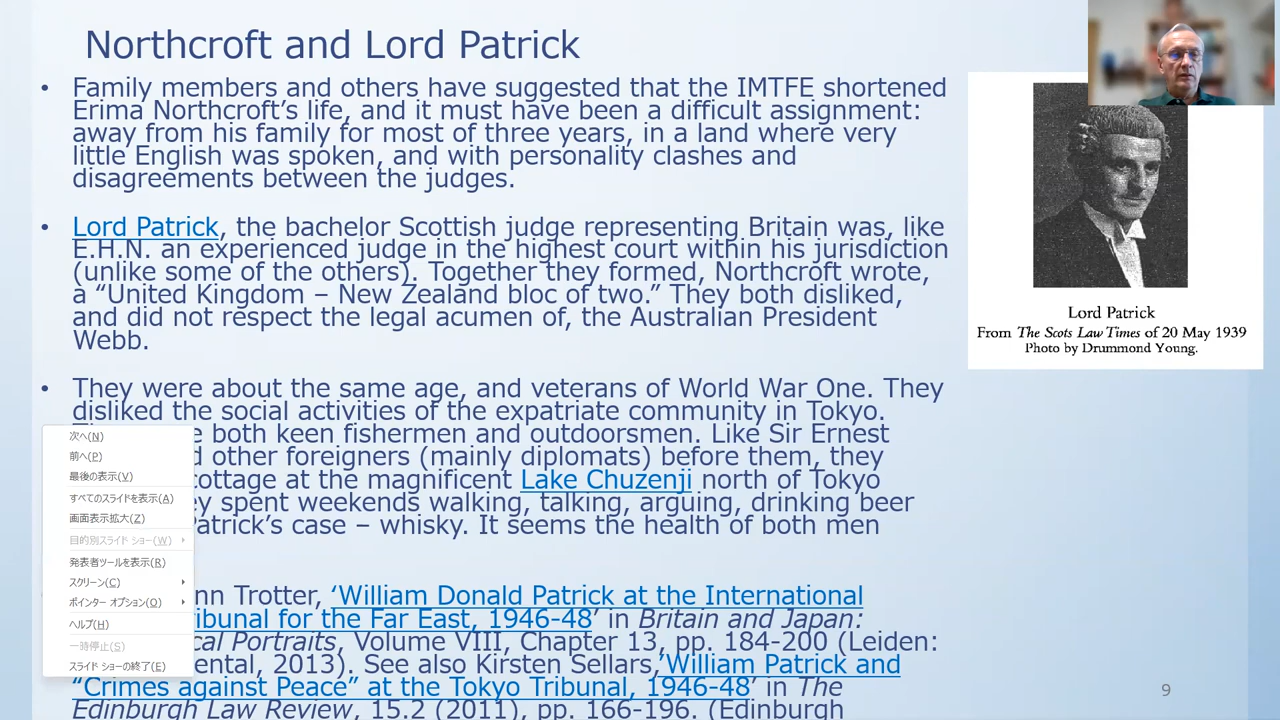 Northcroft and Lord Patrick
• Family members and others have suggested that the IMTFE shortened
Erima Northcroft’s life, and it must have been a difficult assignment:
away from his family for most of three years, in a land where very
little English was spoken, and with personality clashes and
disagreements between the judges.
• Lord Patrick, the bachelor Scottish judge representing Britain was, like
E.H.N. an experienced judge in the highest court within his jurisdiction
(unlike some of the others). Together they formed, Northcroft wrote,
a “United Kingdom – New Zealand bloc of two.” They both disliked,
and did not respect the legal acumen of, the Australian President
Webb.
• They were about the same age, and veterans of World War One. They
disliked the social activities of the expatriate community in Tokyo.
both keen fishermen and outdoorsmen. Like Sir Ernest
other foreigners (mainly diplomats) before them, they
cottage at the magnificent Lake Chuzenji north of Tokyo
spent weekends walking, talking, arguing, drinking beer
Patrick’s case – whisky. It seems the health of both men
Trotter, ‘William Donald Patrick at the International
Tribunal for the Far East, 1946-48’ in Britain and Japan:
Portraits, Volume VIII, Chapter 13, pp. 184-200 (Leiden:
2013). See also Kirsten Sellars,’William Patrick and
“Crimes against Peace” at the Tokyo Tribunal, 1946-48’ in The
Edinburgh Law Review, 15.2 (2011), pp. 166-196. (Edinburgh
次へ(N)
前へ(P)
最後の表示(V)
すべてのスライドを表示(A)
画面表示拡大(Z)
目的別スライド ショー(W)
発表者ツールを表示(R)
スクリーン(C)
ポインター オプション(O)
ヘルプ(H)
一時停止(S)
スライド ショーの終了(E)
Lord Patrick
From The Scots Law Times of 20 May 1939
Photo by Drummond Young.
9